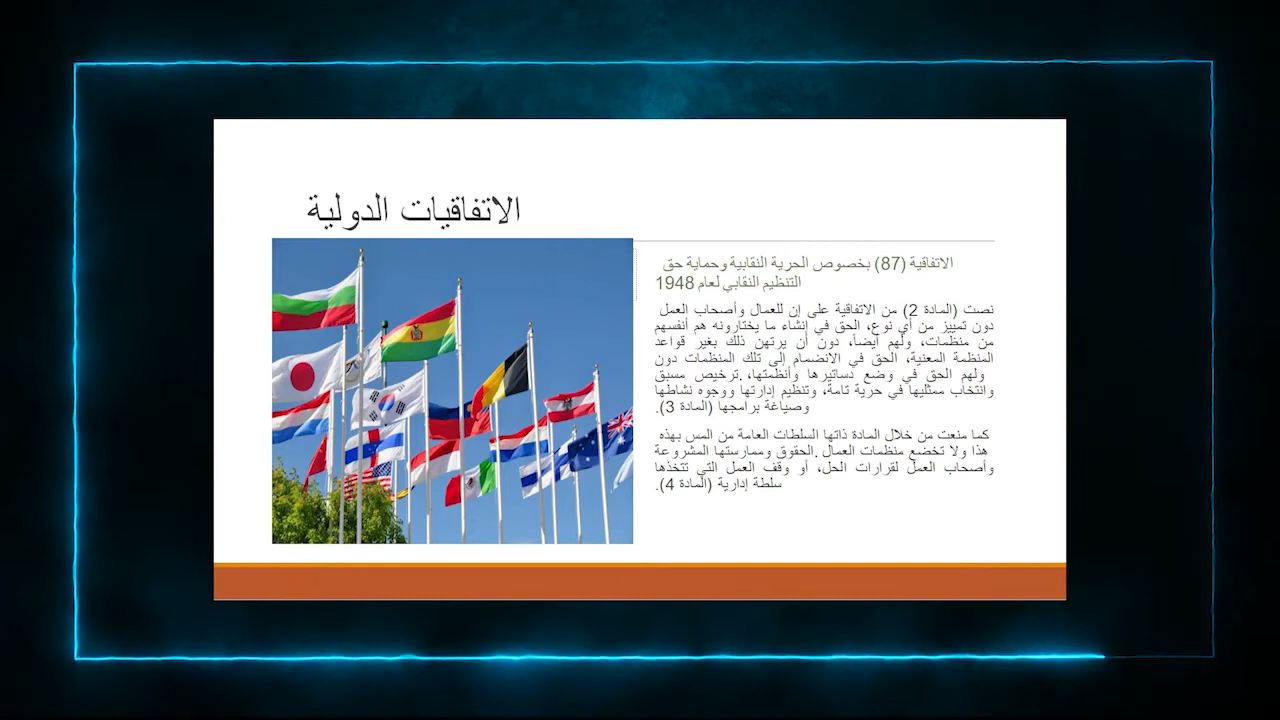 الاتفاقيات الدولية
الاتفاقية (87) بخصوص الحرية النقابية وحماية حق
التنظيم النقابي لعام 1948
نصت (المادة 2) من الاتفاقية على إن للعمال وأصحاب العمل
دون تمييز من أي نوع، الحق في إنشاء ما يختارونه هم أنفسهم
من منظمات، ولهم أيضاً، دون أن يرتهن ذلك بغير قواعد
المنظمة المعنية، الحق في الانضمام إلى تلك المنظمات دون
ولهم الحق في وضع دساتيرها وأنظمتها، .ترخيص مسبق
وانتخاب ممثليها في حرية تامة، وتنظيم إدارتها ووجوه نشاطها
وصياغة برامجها (المادة 3).
كما منعت من خلال المادة ذاتها السلطات العامة من المس بهذه
هذا ولا تخضع منظمات العمال .الحقوق وممارستها المشروعة
وأصحاب العمل لقرارات الحل، أو وقف العمل التي تتخذها
سلطة إدارية (المادة 4).